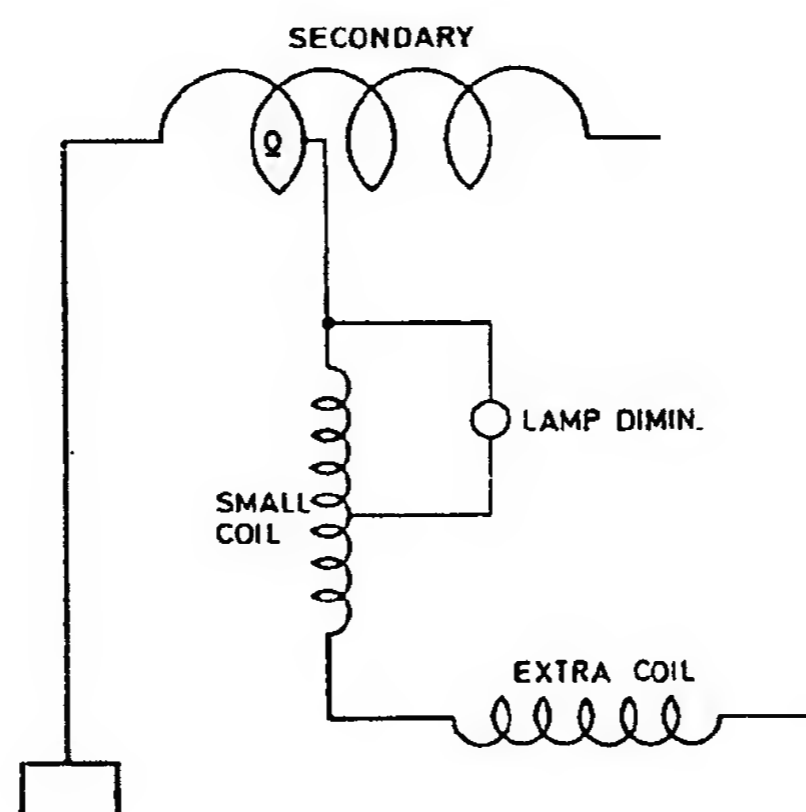 SECONDARY
Q
LAMP DIMIN.
SMALL
COIL
EXTRA COIL